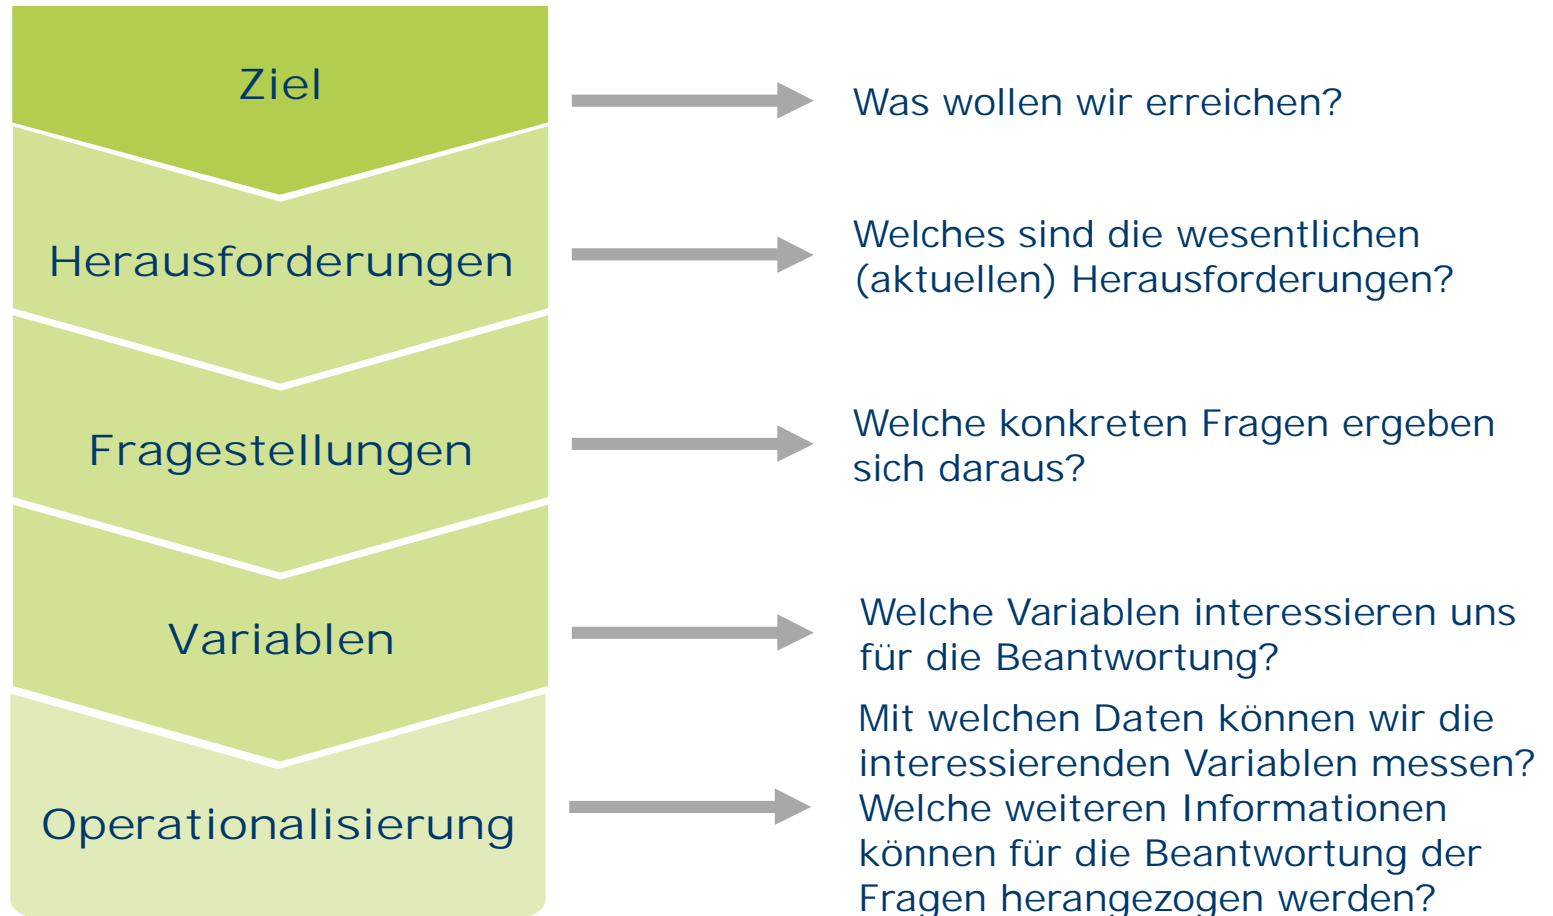 Ziel
Was wollen wir erreichen?
Herausforderungen
Welches sind die wesentlichen
(aktuellen) Herausforderungen?
Fragestellungen
Welche konkreten Fragen ergeben
sich daraus?
Variablen
Welche Variablen interessieren uns
für die Beantwortung?
Operationalisierung
Mit welchen Daten können wir die
interessierenden Variablen messen?
Welche weiteren Informationen
können für die Beantwortung der
Fragen herangezogen werden?